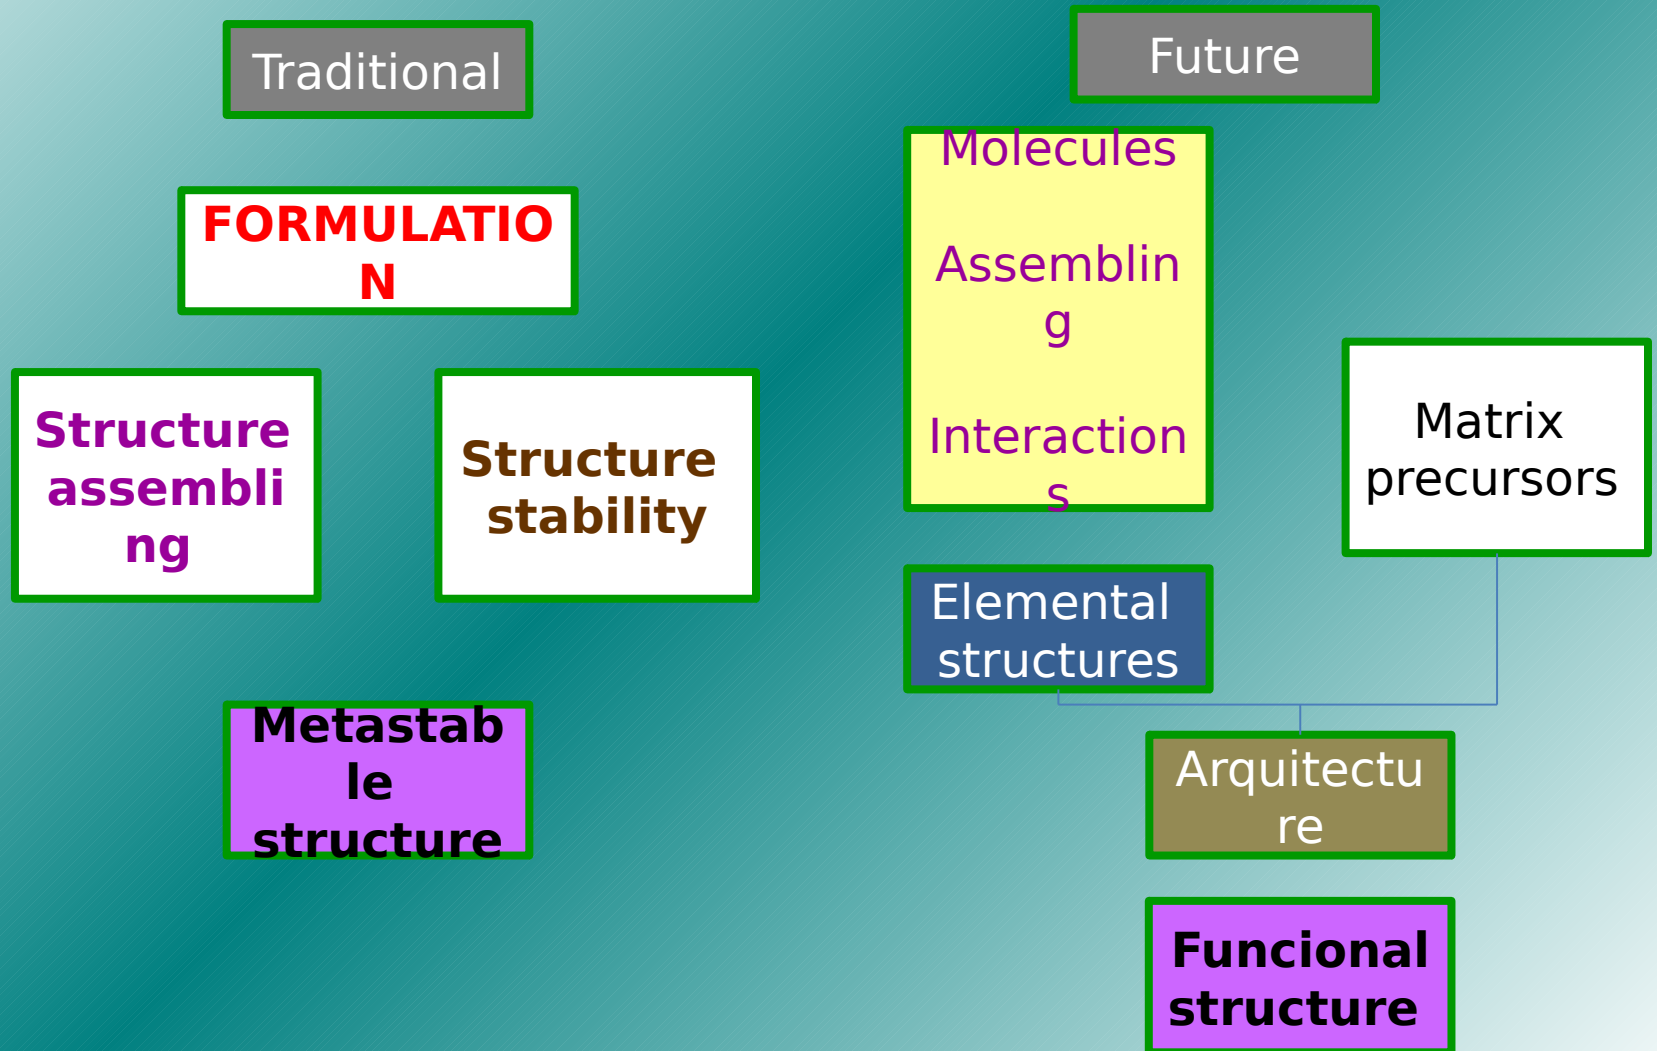 Traditional
FORMULATIO
N
Structure
assembli
ng
Structure
stability
Metastab
le
structure
Future
Molecules
Assemblin
g
Interaction
s
Matrix
precursors
Elemental
structures
Arquitectu
re
Funcional
structure